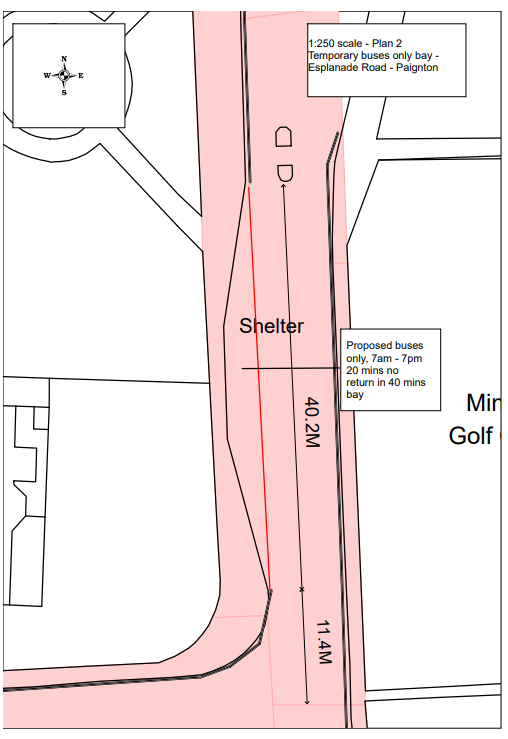 1:250 scale - Plan 2
Temporary buses only bay -
Esplanade Road - Paignton
N
W E
S
Shelter
Proposed buses
only, 7am - 7pm
20 mins no
return in 40 mins
bay
40.2M
Golf
11.4M